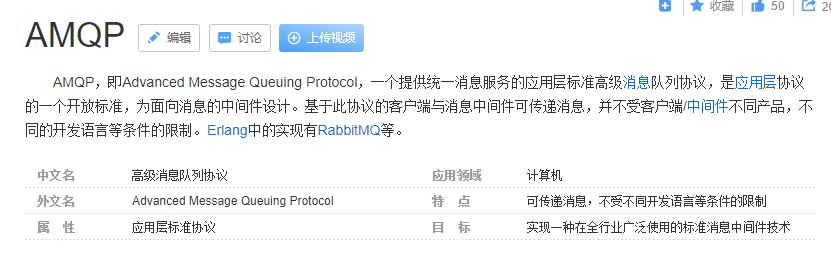 收藏 50
AMQP 编辑 讨论 上传视频
AMQP，即Advanced Message Queuing Protocol，一个提供统一消息服务的应用层标准高级消息队列协议，是应用层协议
的一个开放标准，为面向消息的中间件设计。基于此协议的客户端与消息中间件可传递消息，并不受客户端/中间件不同产品，不
同的开发语言等条件的限制。Erlang中的实现有RabbitMQ等。
中文名 高级消息队列协议 应用领域 计算机
外文名 Advanced Message Queuing Protocol 特 点 可传递消息，不受不同开发语言等条件的限制
属 性 应用层标准协议 目 标 实现一种在全行业广泛使用的标准消息中间件技术